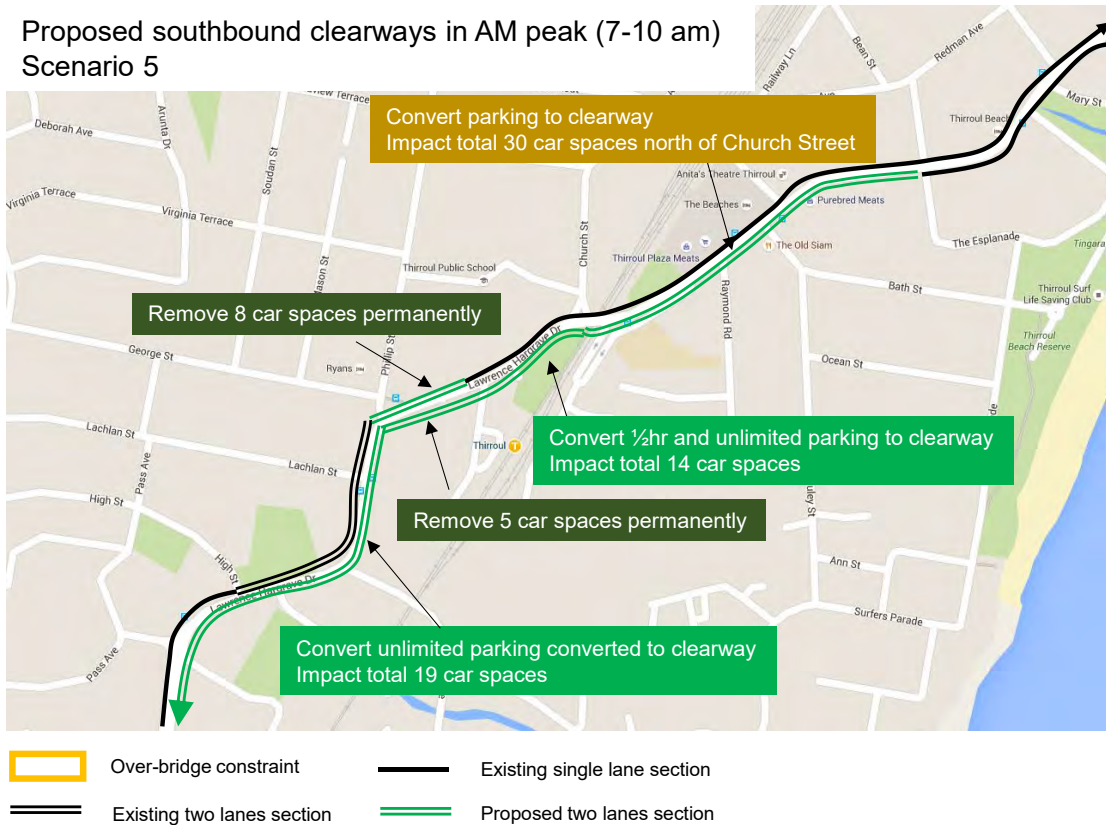 Proposed southbound clearways in AM peak (7-10 am)
Scenario 5
Redman Ave
Bean St
Railway Ln
Mary St
Deborah Ave
Arunta Dr
Convert parking to clearway
Impact total 30 car spaces north of Church Street
Thirroul Beach
Soudan St
Anita's Theatre Thirroul
Virginia Terrace
Virginia Terrace
The Beaches
Purebred Meats
Church St
The Old Siam
The Esplanade
Tingara
Mason St
Thirroul Public School
Thirroul Plaza Meats
Raymond Rd
Bath St
Thirroul Surf
Life Saving Club
Remove 8 car spaces permanently
Phillip St
Thirroul
Beach Reserve
George St
Ryans
Lawrence Hargrave Dr
Ocean St
Lachlan St
Pass Ave
Lachlan St
Thirroul
Convert ½hr and unlimited parking to clearway
Impact total 14 car spaces
High St
Remove 5 car spaces permanently
High St
Ann St
Lawrence Hargrave Dr
Surfers Parade
Pass Ave
Convert unlimited parking converted to clearway
Impact total 19 car spaces
Over-bridge constraint
Existing single lane section
Existing two lanes section
Proposed two lanes section